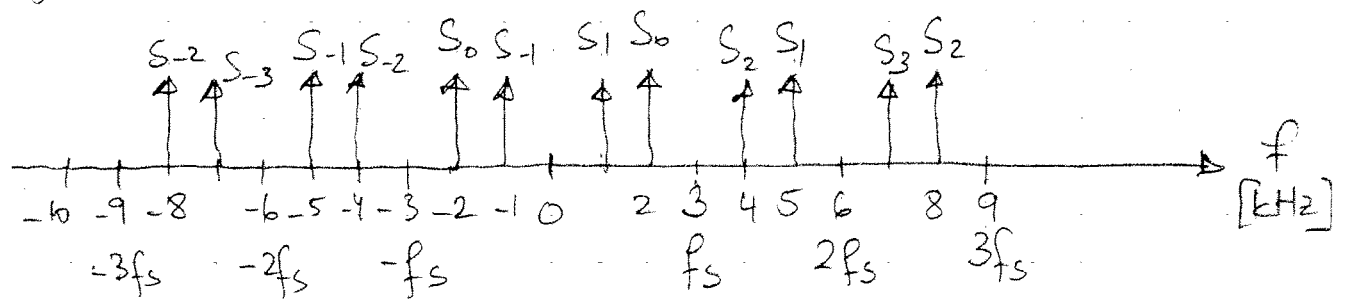 S-2 S-3 S-1 S-2 S0 S-1 S1 S0 S2 S1 S3 S2
f
-10 -9 -8 -6 -5 -4 -3 -2 -1 0 2 3 4 5 6 8 9 [kHz]
-3fs -2fs -fs fs 2fs 3fs